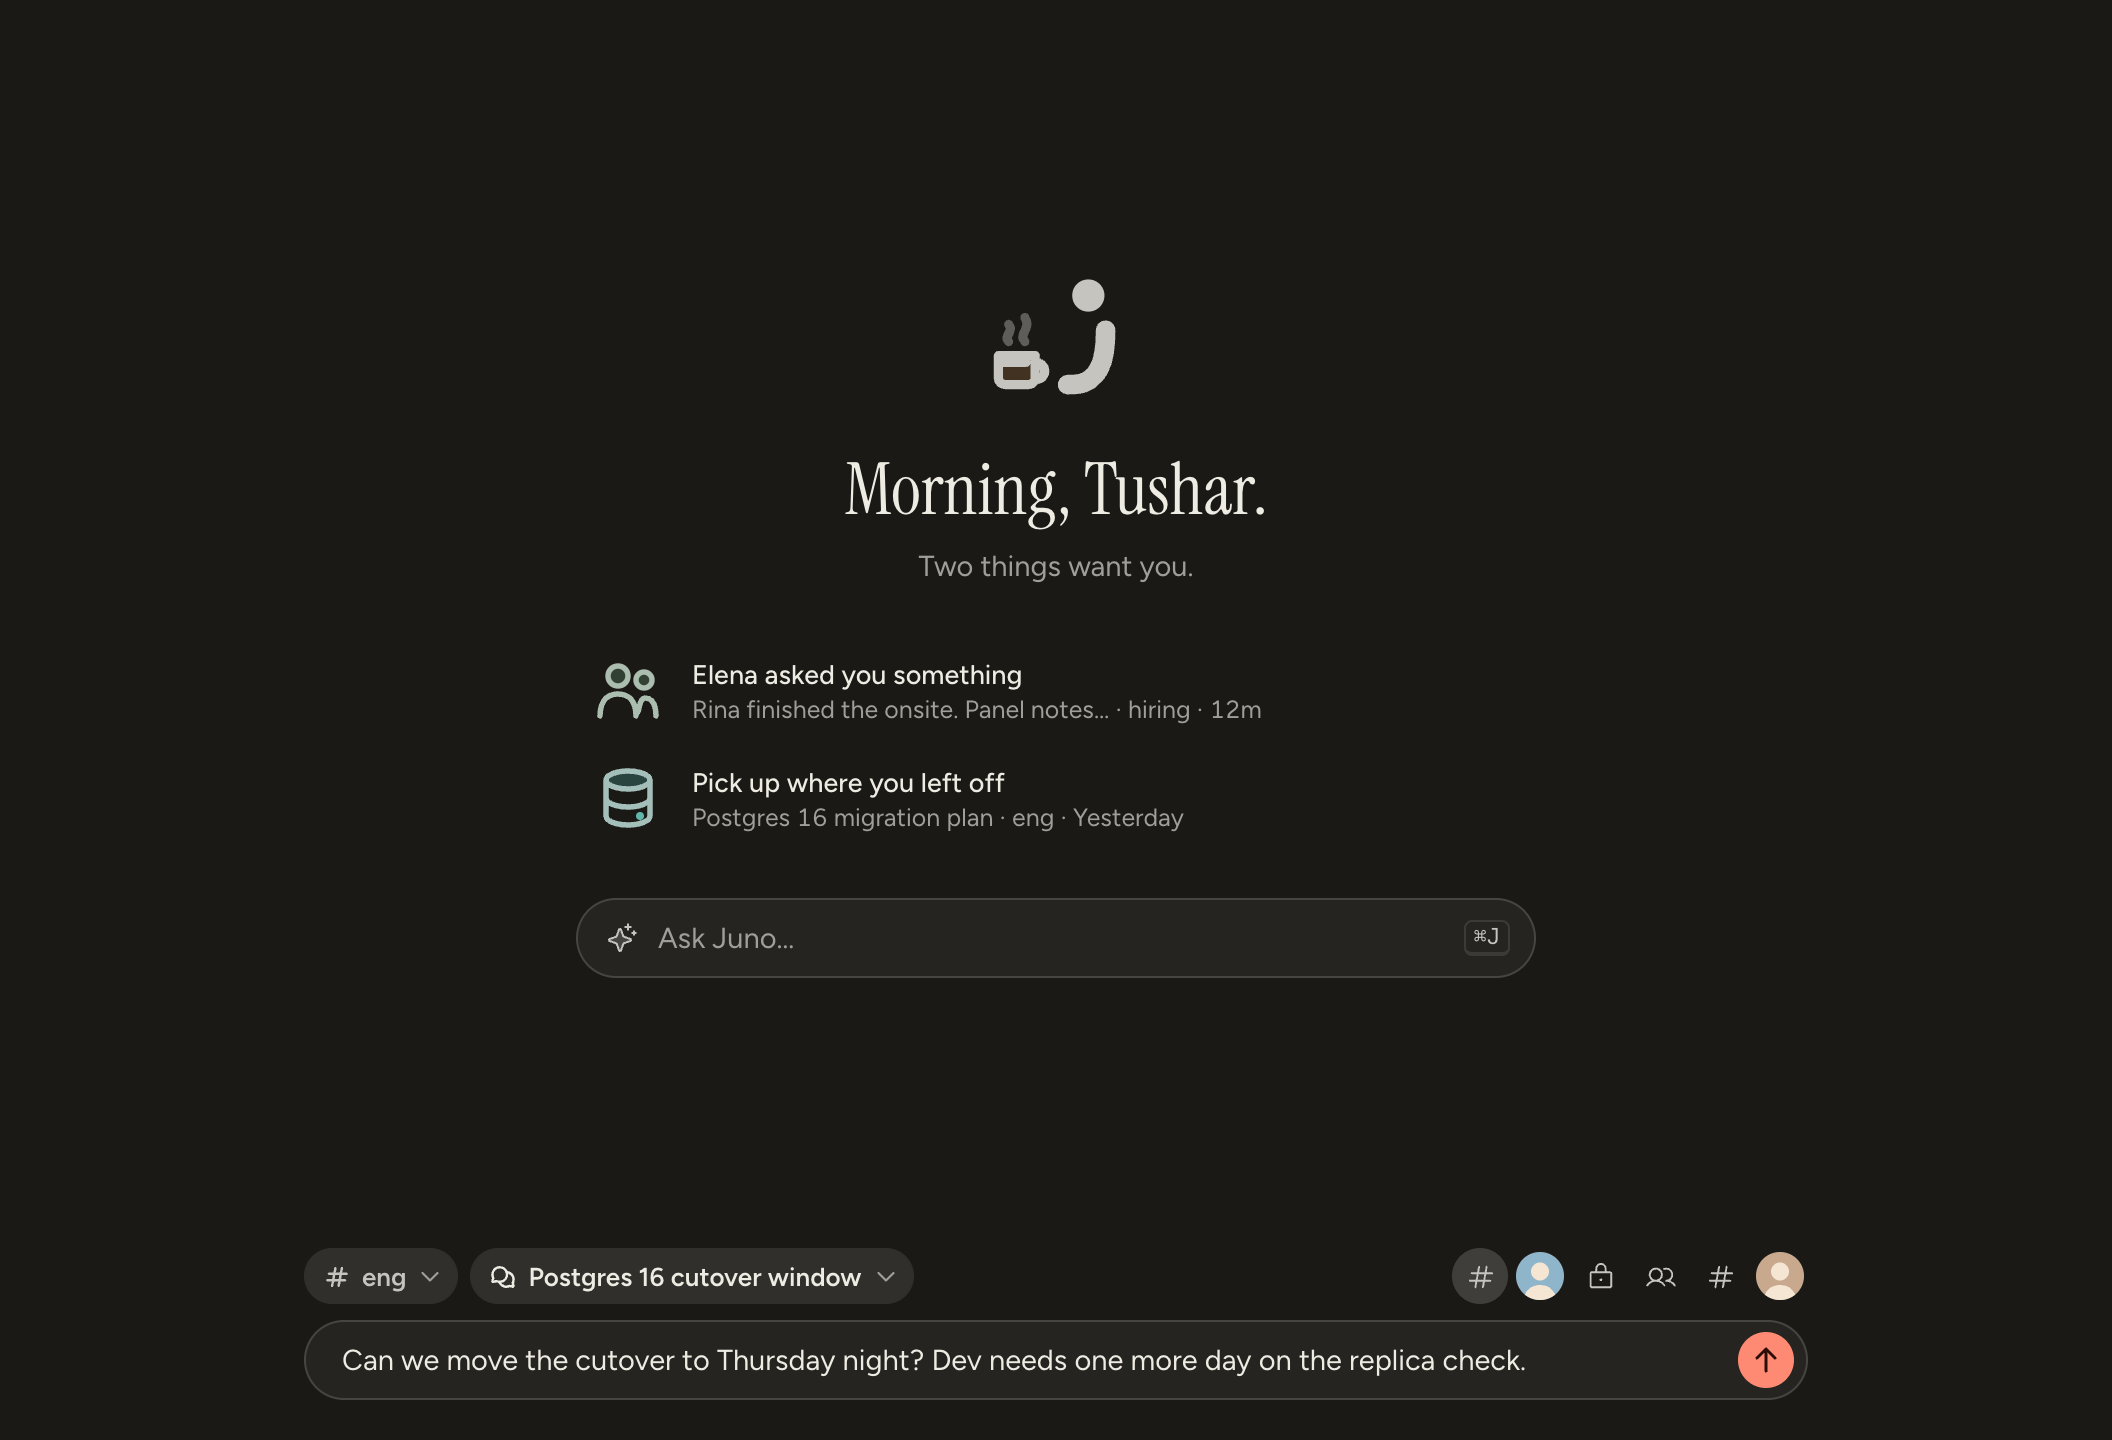 Morning, Tushar.
Two things want you.
Elena asked you something
Rina finished the onsite. Panel notes... · hiring · 12m
Pick up where you left off
Postgres 16 migration plan · eng · Yesterday
Ask Juno...
⌘J
# eng
Postgres 16 cutover window
# #
Can we move the cutover to Thursday night? Dev needs one more day on the replica check.